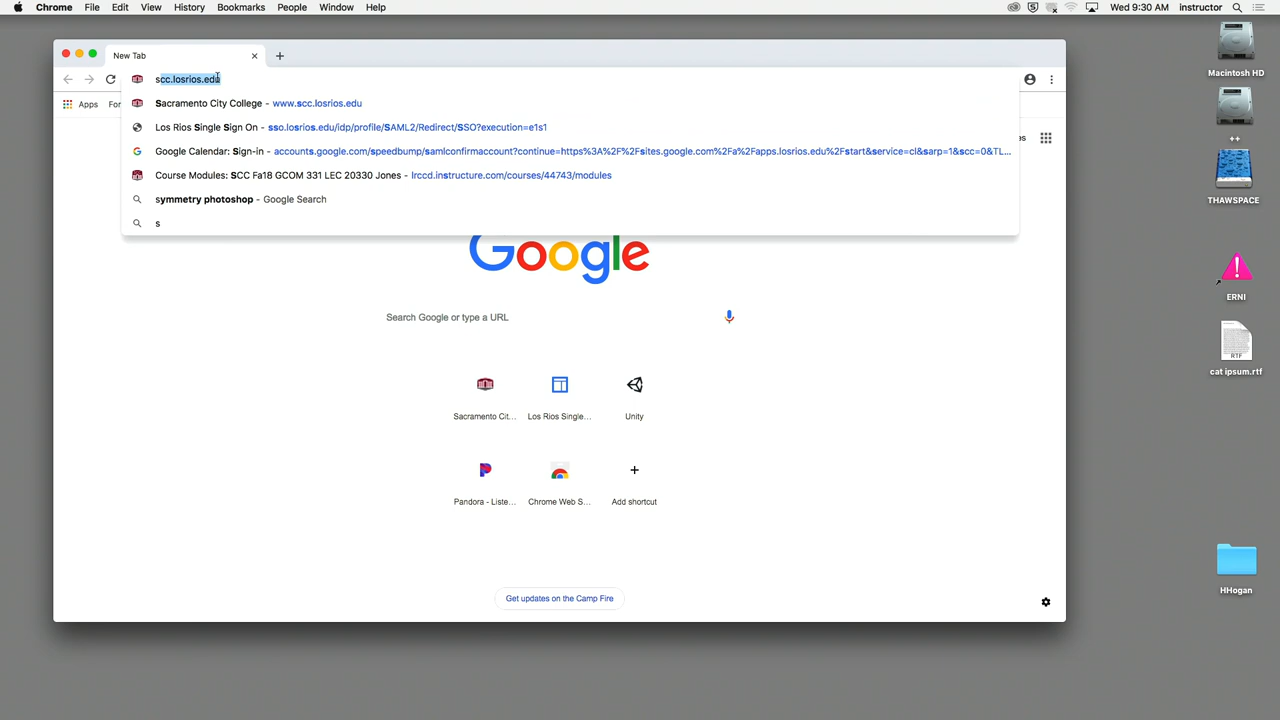 Chrome File Edit View History Bookmarks People Window Help Wed 9:30 AM instructor
New Tab
scc.losrios.edu
Sacramento City College - www.scc.losrios.edu
Apps For
Los Rios Single Sign On - sso.losrios.edu/idp/profile/SAML2/Redirect/SSO?execution=e1s1
es
Google Calendar: Sign-in - accounts.google.com/speedbump/samlconfirmaccount?continue=https%3A%2F%2Fsites.google.com%2Fa%2Fapps.losrios.edu%2Fstart&service=cl&sarp=1&scc=0&TL...
Course Modules: SCC Fa18 GCOM 331 LEC 20330 Jones - lrccd.instructure.com/courses/44743/modules
symmetry photoshop - Google Search
s
Google
Search Google or type a URL
Sacramento Cit... Los Rios Single... Unity
Pandora - Liste... Chrome Web S... Add shortcut
Get updates on the Camp Fire
Macintosh HD
++
THAWSPACE
ERNI
RTF
cat ipsum.rtf
HHogan